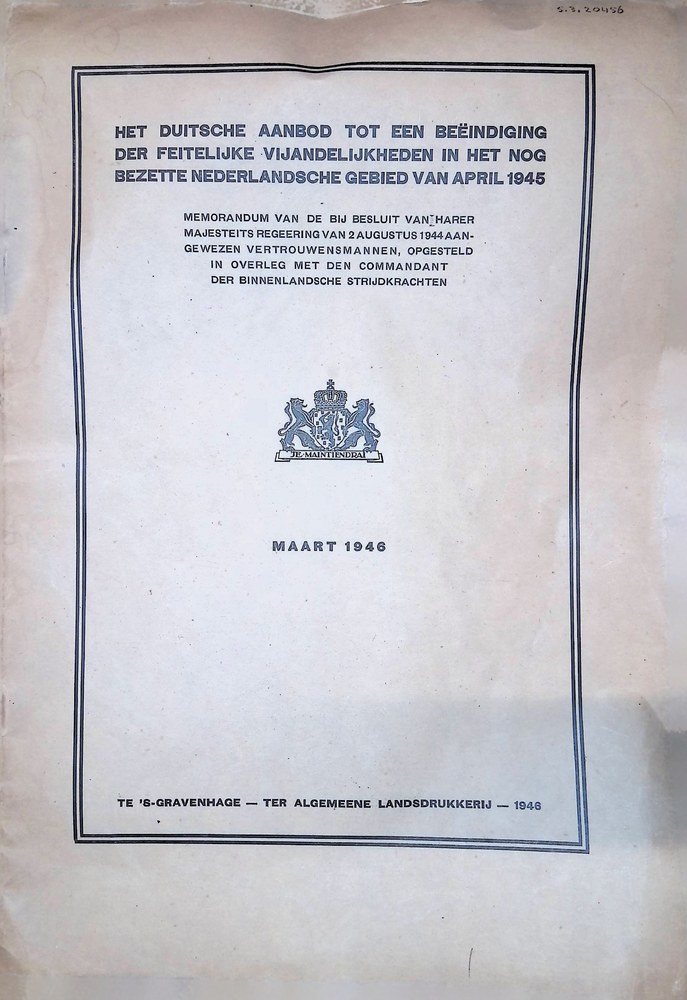 5.3.20456
HET DUITSCHE AANBOD TOT EEN BEËINDIGING
DER FEITELIJKE VIJANDELIJKHEDEN IN HET NOG
BEZETTE NEDERLANDSCHE GEBIED VAN APRIL 1945
MEMORANDUM VAN DE BIJ BESLUIT VAN HARER
MAJESTEITS REGEERING VAN 2 AUGUSTUS 1944 AAN-
GEWEZEN VERTROUWENSMANNEN, OPGESTELD
IN OVERLEG MET DEN COMMANDANT
DER BINNENLANDSCHE STRIJDKRACHTEN
JE·MAINTIENDRAI
MAART 1946
TE 'S-GRAVENHAGE — TER ALGEMEENE LANDSDRUKKERIJ — 1946